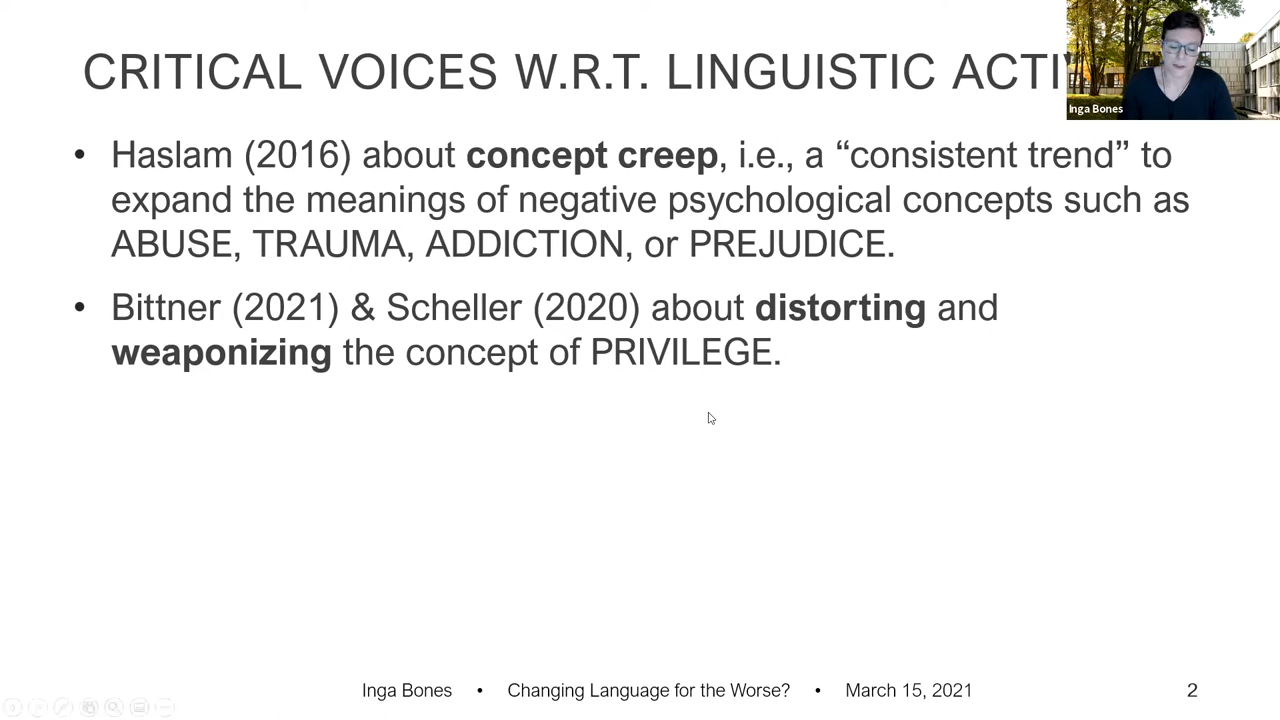 CRITICAL VOICES W.R.T. LINGUISTIC
Inga Bones
• Haslam (2016) about concept creep, i.e., a “consistent trend” to
expand the meanings of negative psychological concepts such as
ABUSE, TRAUMA, ADDICTION, or PREJUDICE.
• Bittner (2021) & Scheller (2020) about distorting and
weaponizing the concept of PRIVILEGE.
Inga Bones • Changing Language for the Worse? • March 15, 2021 2